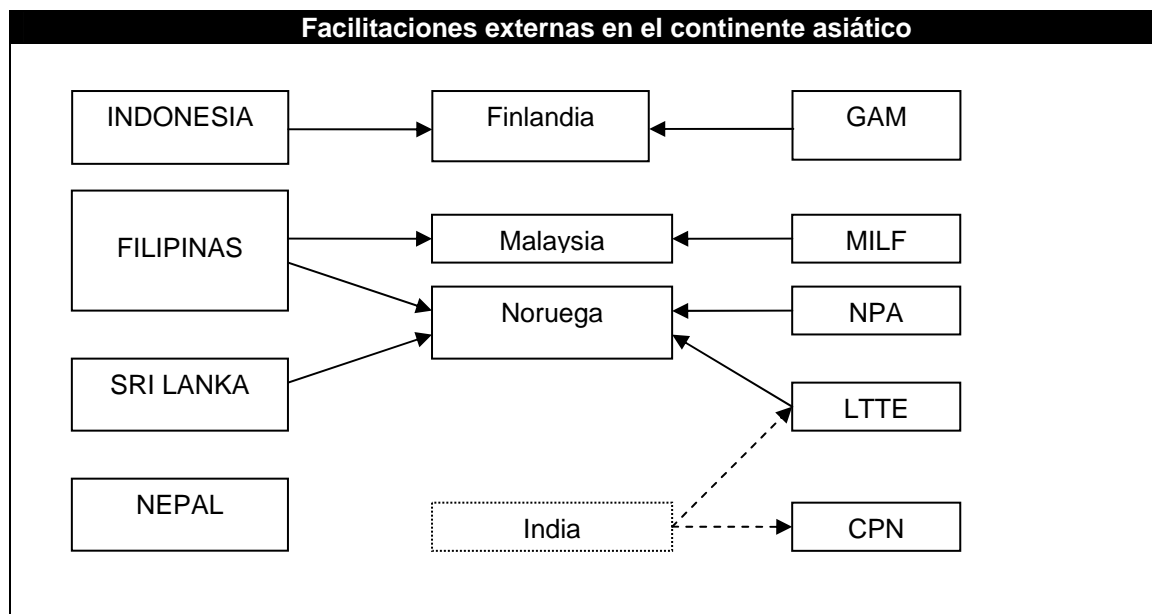 Facilitaciones externas en el continente asiático
INDONESIA
Finlandia
GAM
FILIPINAS
Malaysia
MILF
Noruega
NPA
SRI LANKA
LTTE
NEPAL
India
CPN